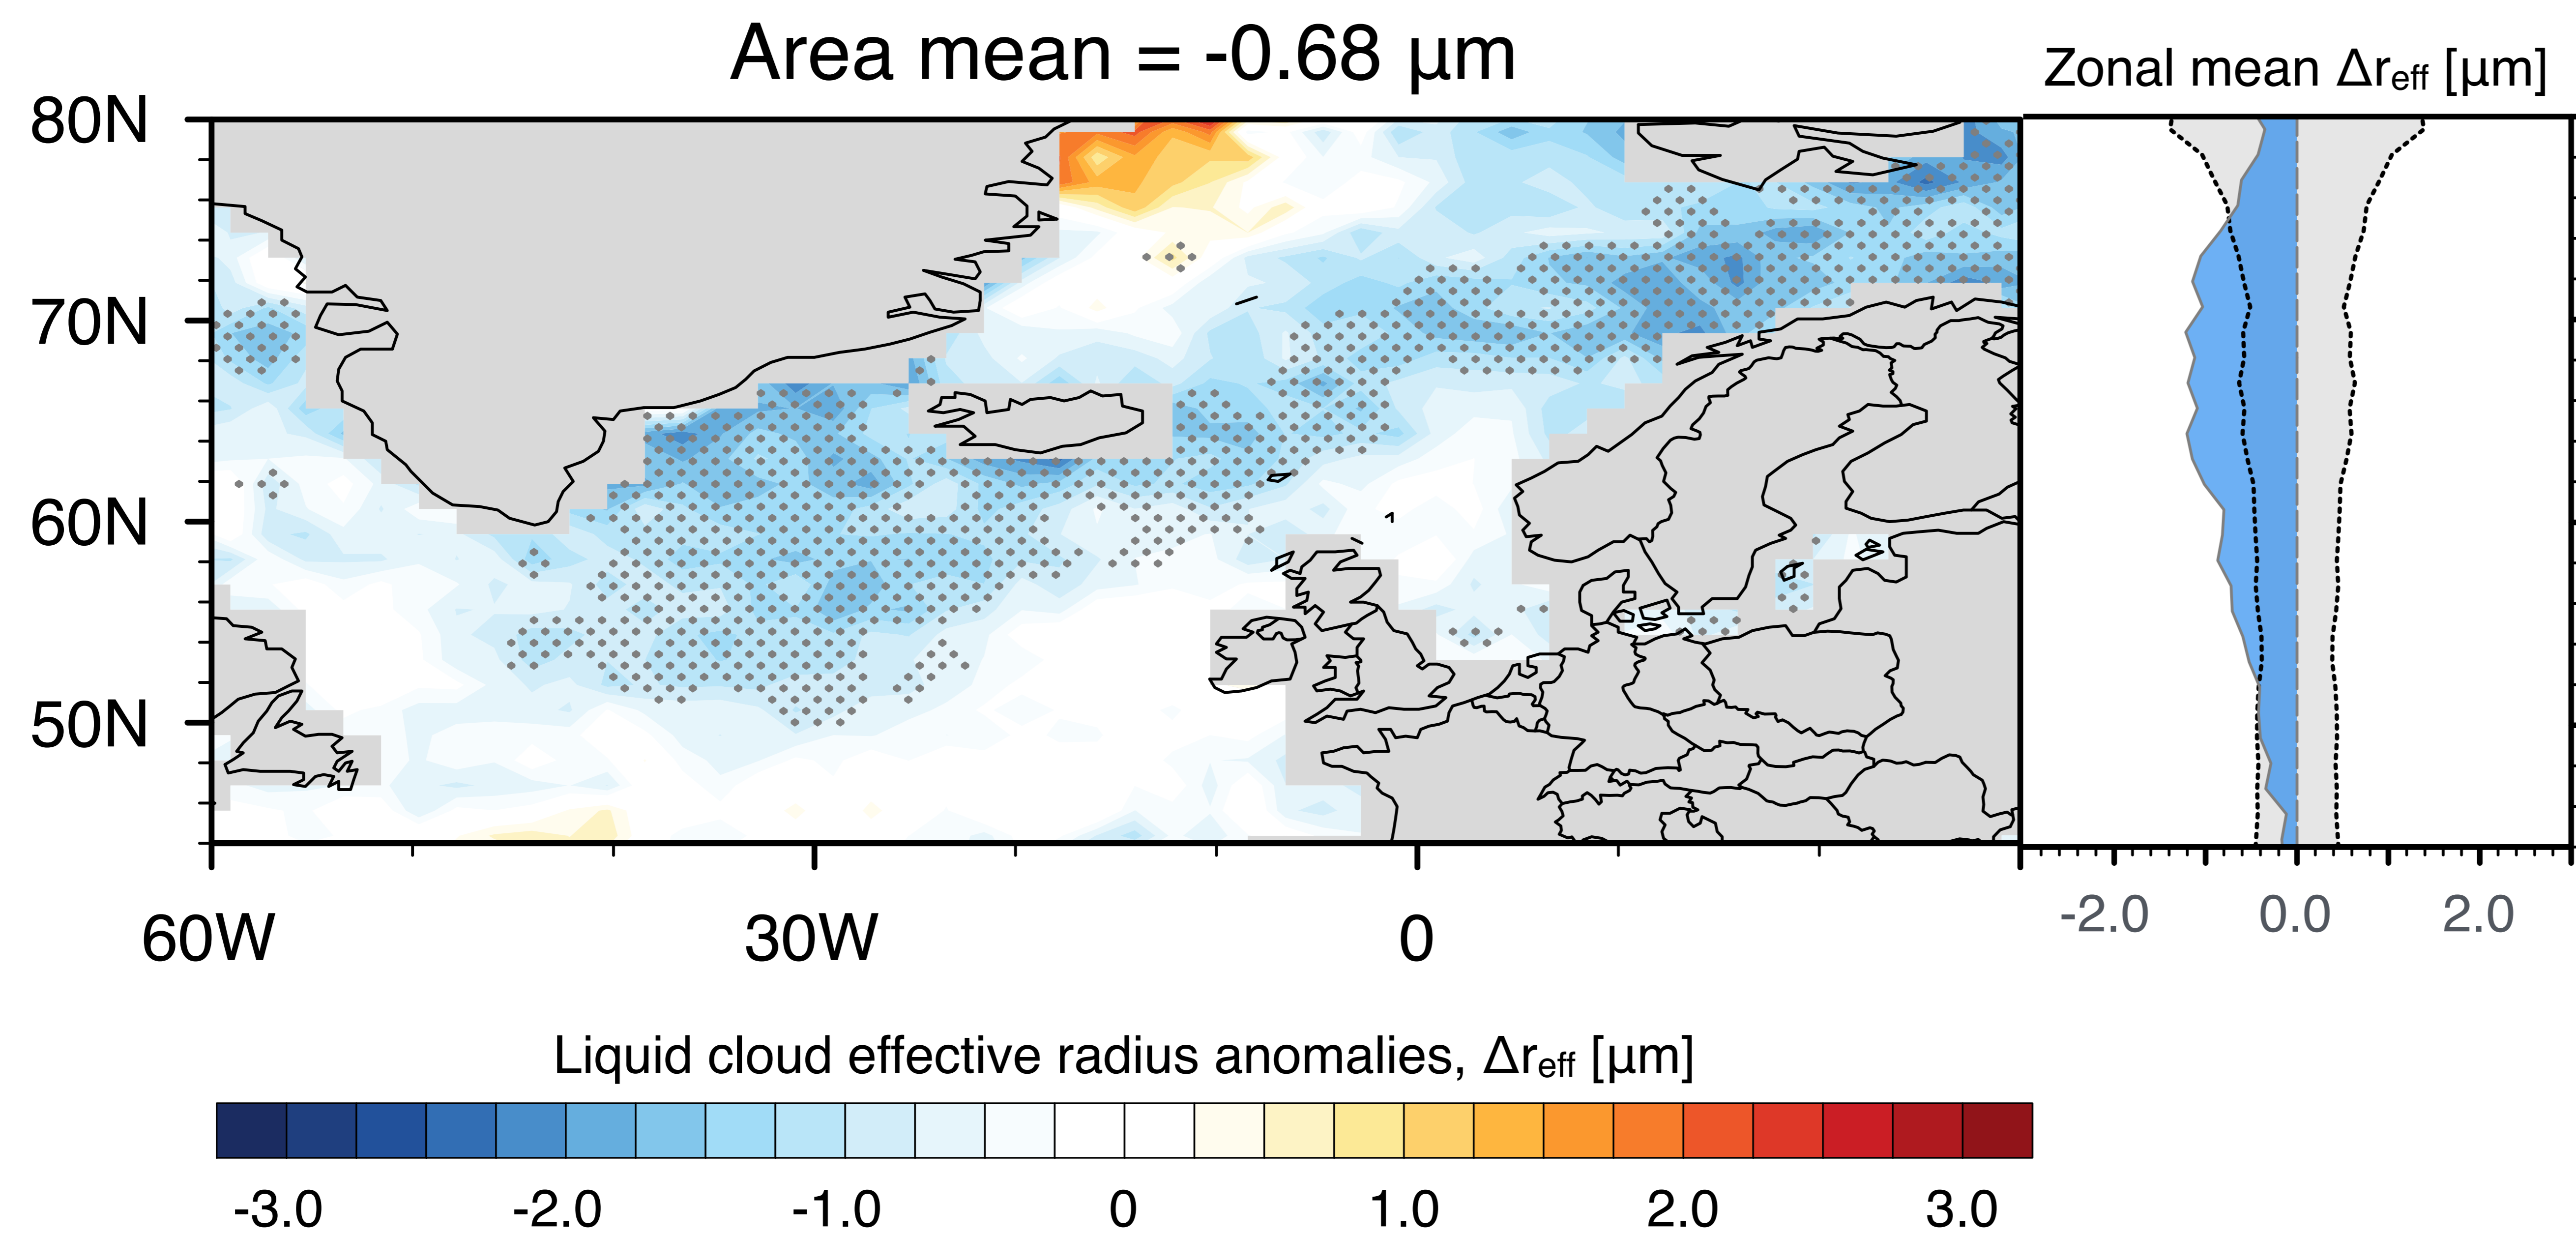 Area mean = -0.68 µm
Zonal mean Δr_eff [µm]
80N
70N
60N
50N
60W
30W
0
-2.0
0.0
2.0
Liquid cloud effective radius anomalies, Δr_eff [µm]
-3.0
-2.0
-1.0
0
1.0
2.0
3.0